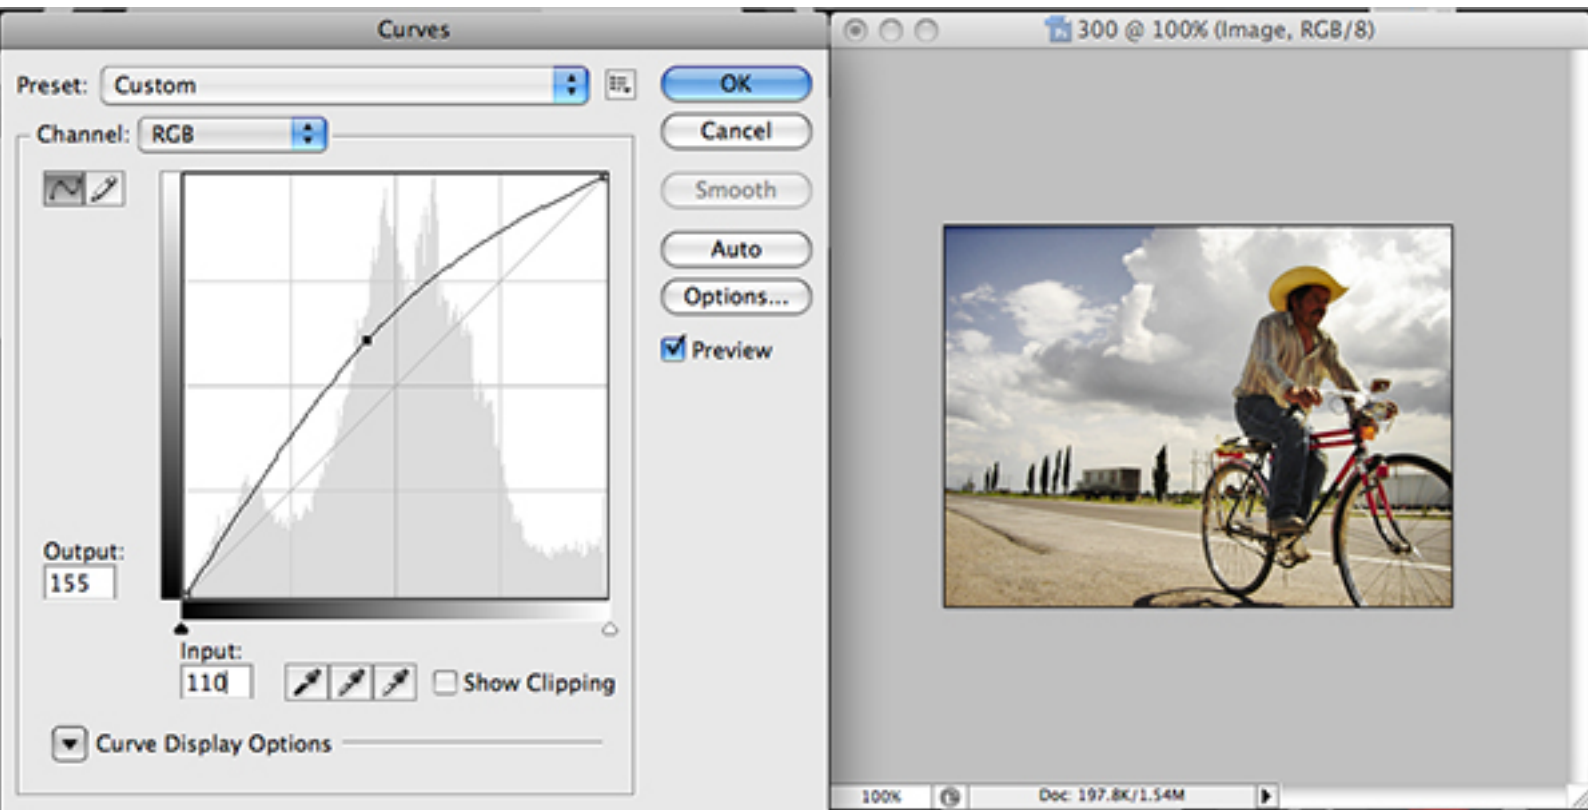 Curves
Preset: Custom
Channel: RGB
Output:
155
Input:
110
Show Clipping
Curve Display Options
OK
Cancel
Smooth
Auto
Options...
Preview
300 @ 100% (Image, RGB/8)
100%
Doc: 197.8K/1.54M